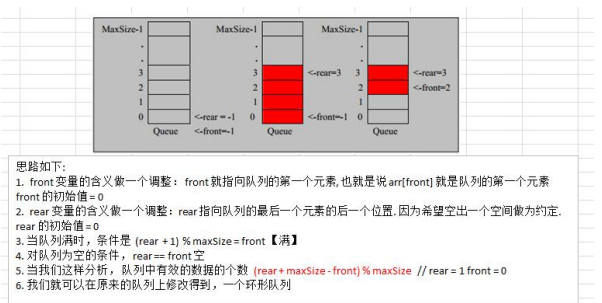 MaxSize-1 MaxSize-1 MaxSize-1
. . .
. . .
3 3 <-rear=3 3 <-rear=3
2 2 2 <-front=2
1 1 1
0 <-rear = -1 0 <-front=-1 0
Queue <-front=-1 Queue Queue
思路如下:
1. front 变量的含义做一个调整： front 就指向队列的第一个元素,也就是说 arr[front] 就是队列的第一个元素
front 的初始值 = 0
2. rear 变量的含义做一个调整：rear 指向队列的最后一个元素的后一个位置. 因为希望空出一个空间做为约定.
rear 的初始值 = 0
3. 当队列满时，条件是 (rear + 1) % maxSize = front 【满】
4. 对队列为空的条件，rear == front 空
5. 当我们这样分析，队列中有效的数据的个数 (rear + maxSize - front) % maxSize // rear = 1 front = 0
6. 我们就可以在原来的队列上修改得到，一个环形队列